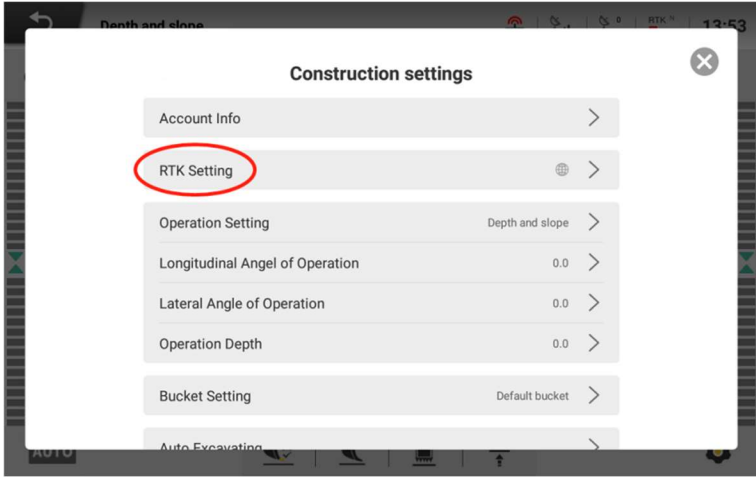 Depth and slope
RTK N
13:53
Construction settings
Account Info
RTK Setting
Operation Setting Depth and slope
Longitudinal Angel of Operation 0.0
Lateral Angle of Operation 0.0
Operation Depth 0.0
Bucket Setting Default bucket
Auto Excavating
AUTO